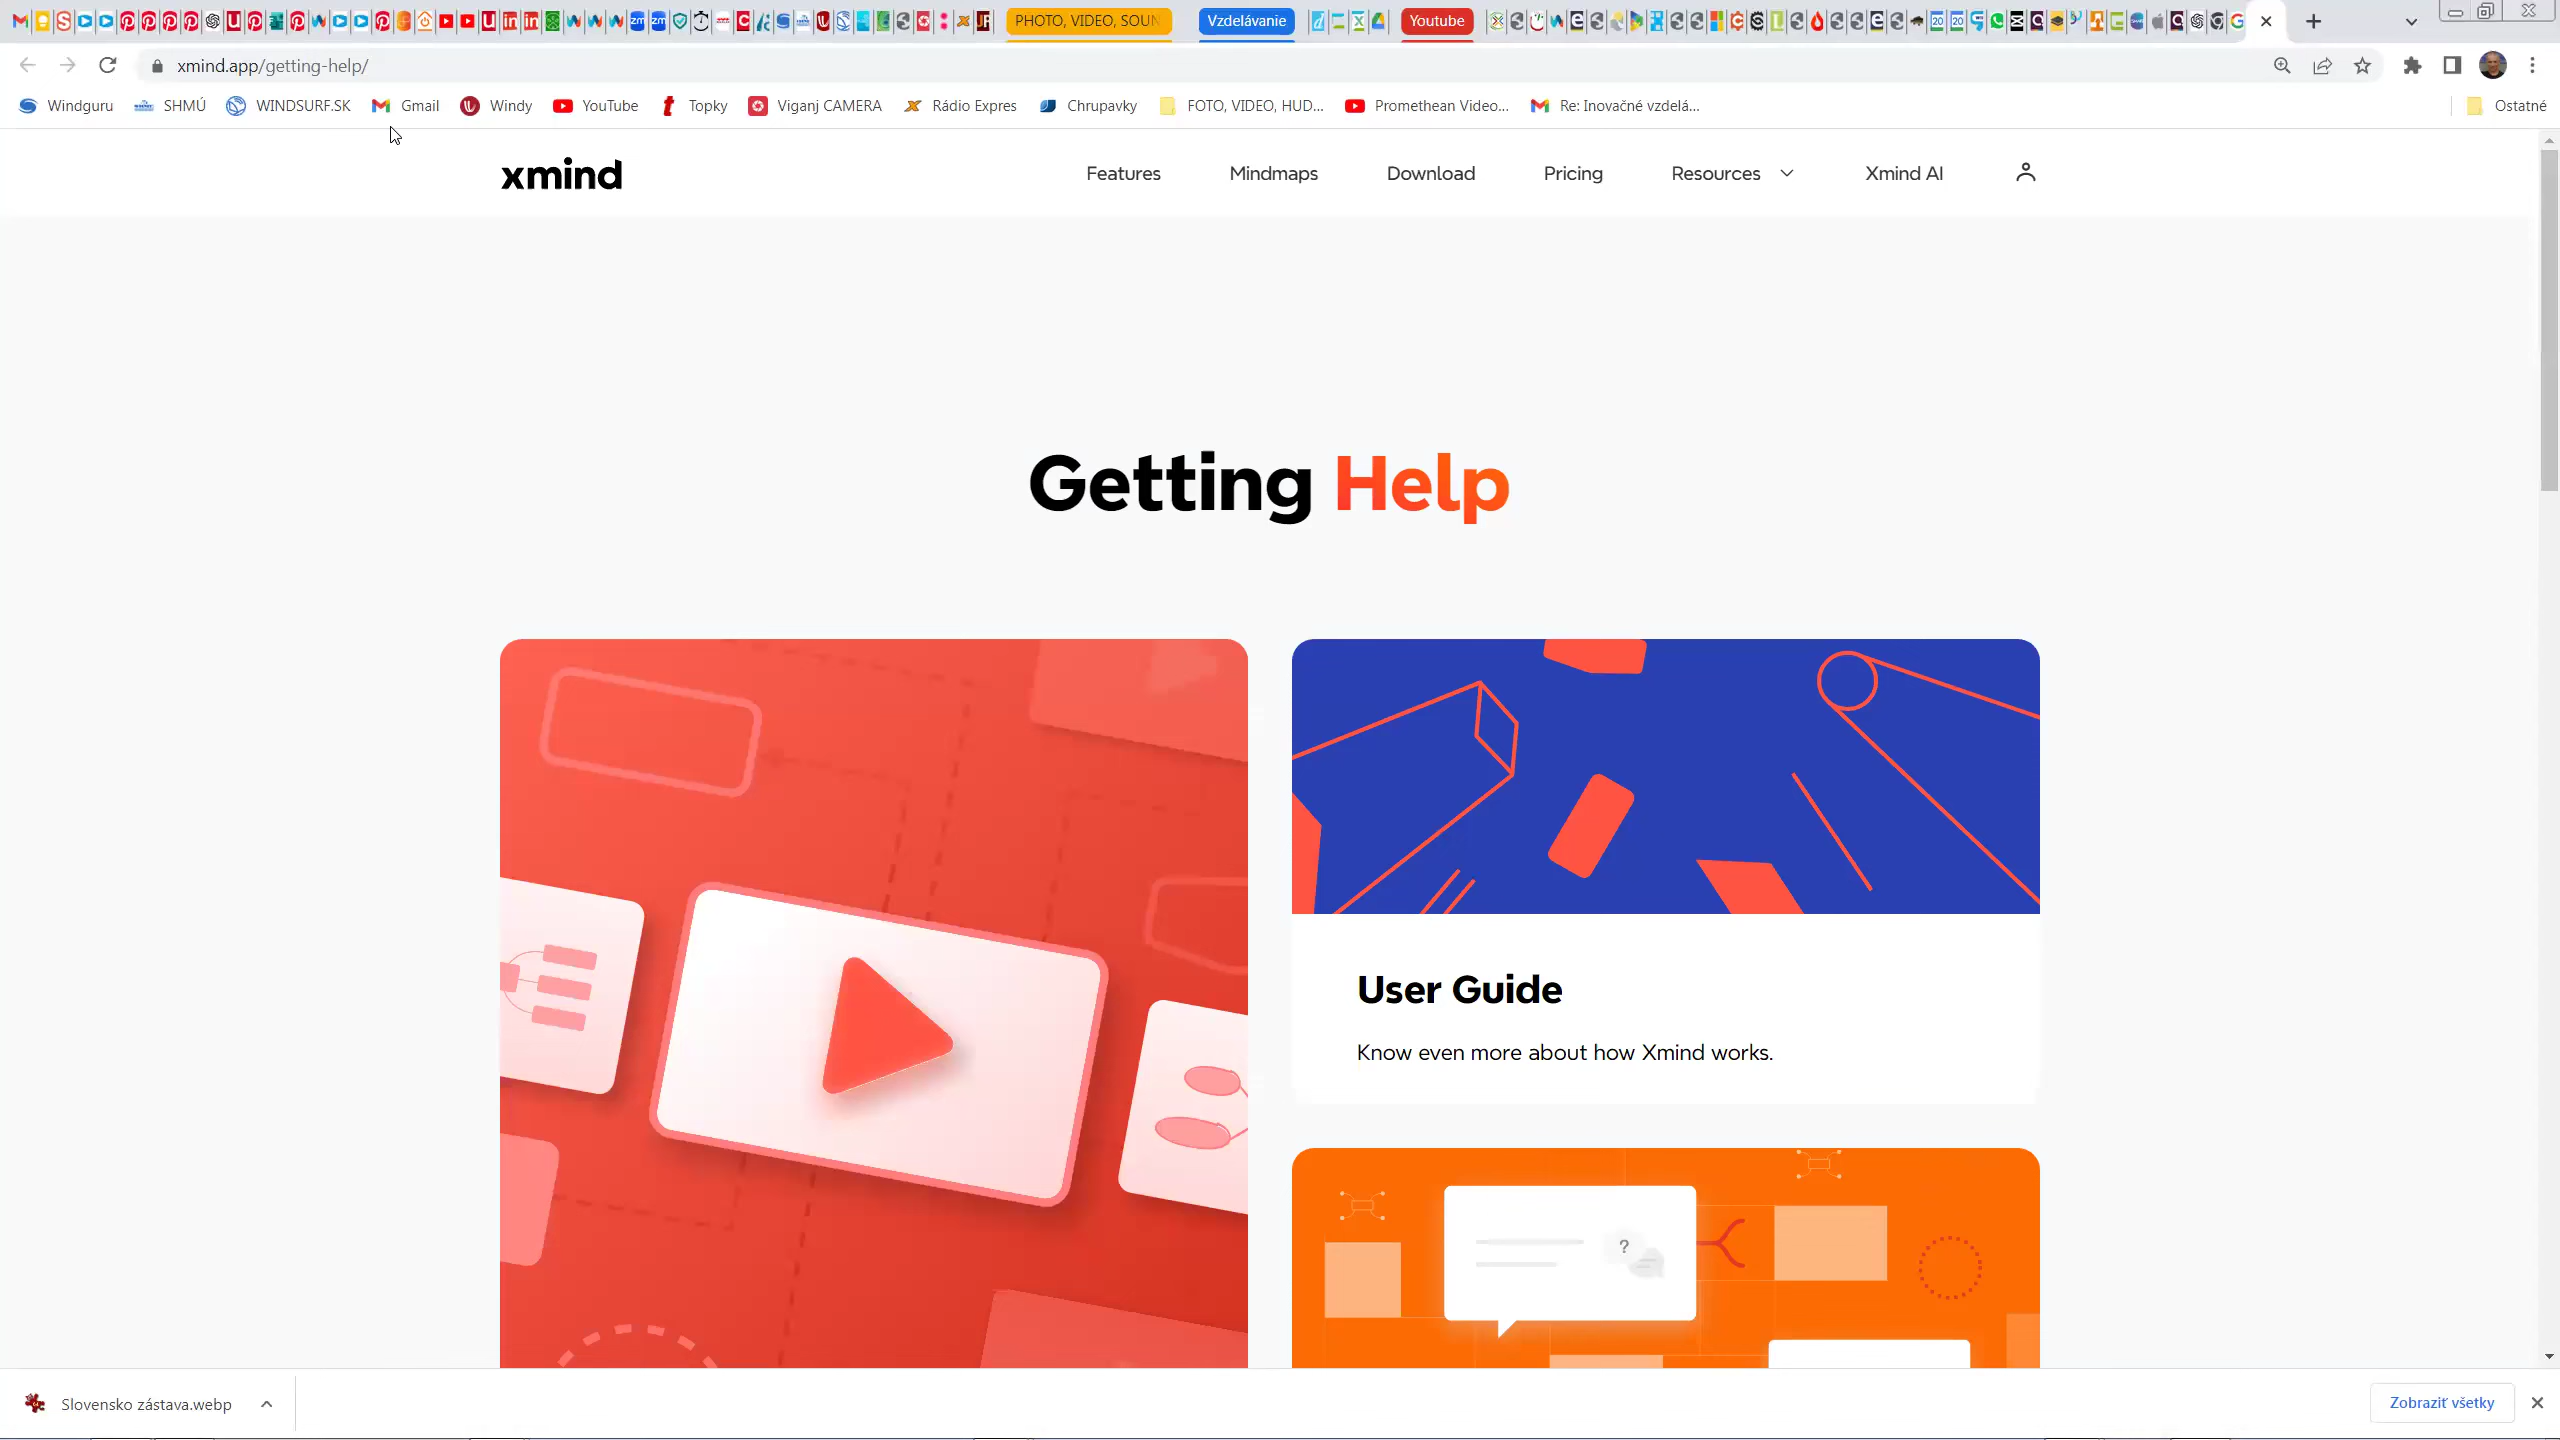 PHOTO, VIDEO, SOUN
Vzdelávanie
Youtube
xmind.app/getting-help/
Windguru
SHMÚ
WINDSURF.SK
Gmail
Windy
YouTube
Topky
Viganj CAMERA
Rádio Expres
Chrupavky
FOTO, VIDEO, HUD...
Promethean Video...
Re: Inovačné vzdelá...
Ostatné
xmind
Features
Mindmaps
Download
Pricing
Resources
Xmind AI
Getting Help
User Guide
Know even more about how Xmind works.
?
Slovensko zástava.webp
Zobraziť všetky